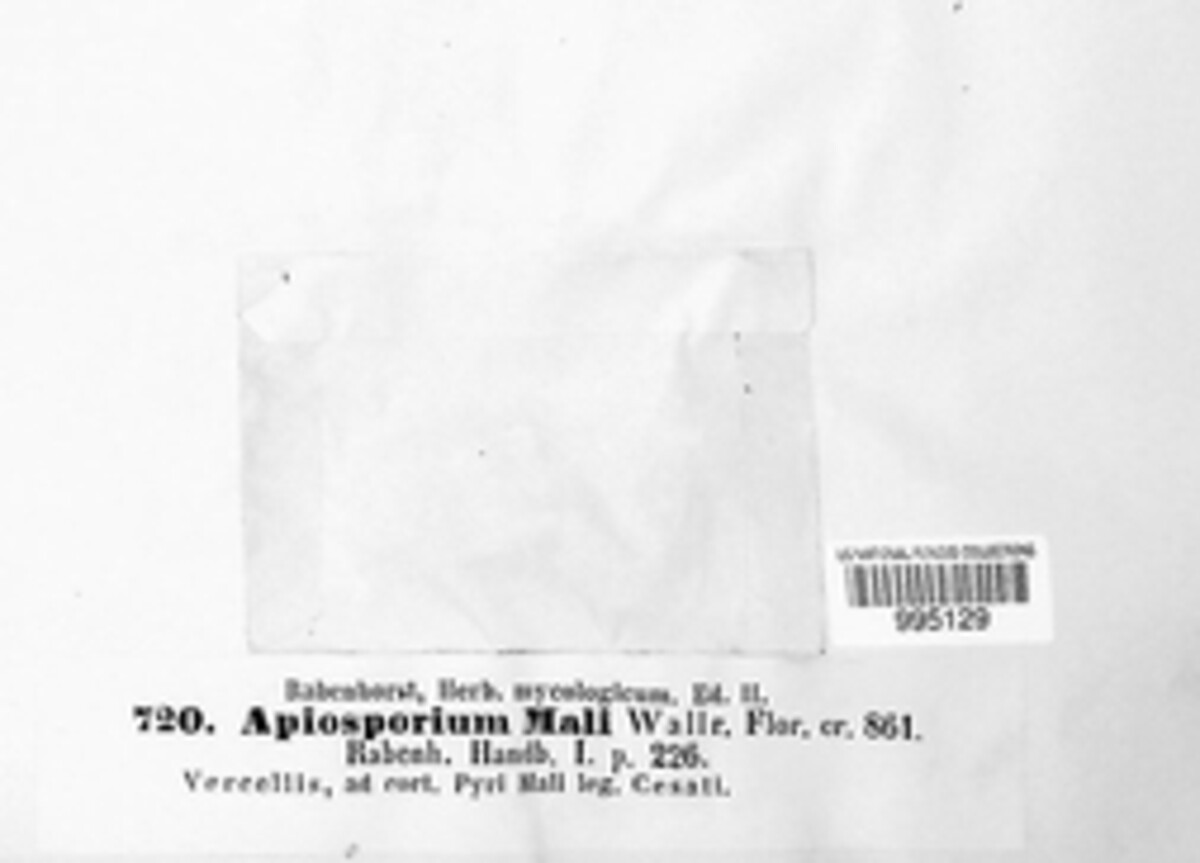 US NATIONAL FUNGUS COLLECTIONS
995129
Rabenhorst, Herb. mycologicum. Ed. II.
720. Apiosporium Mali Wallr. Flor. cr. 861.
Rabenh. Handb. I. p. 226.
Vercellis, ad cort. Pyri Mali leg. Cesati.